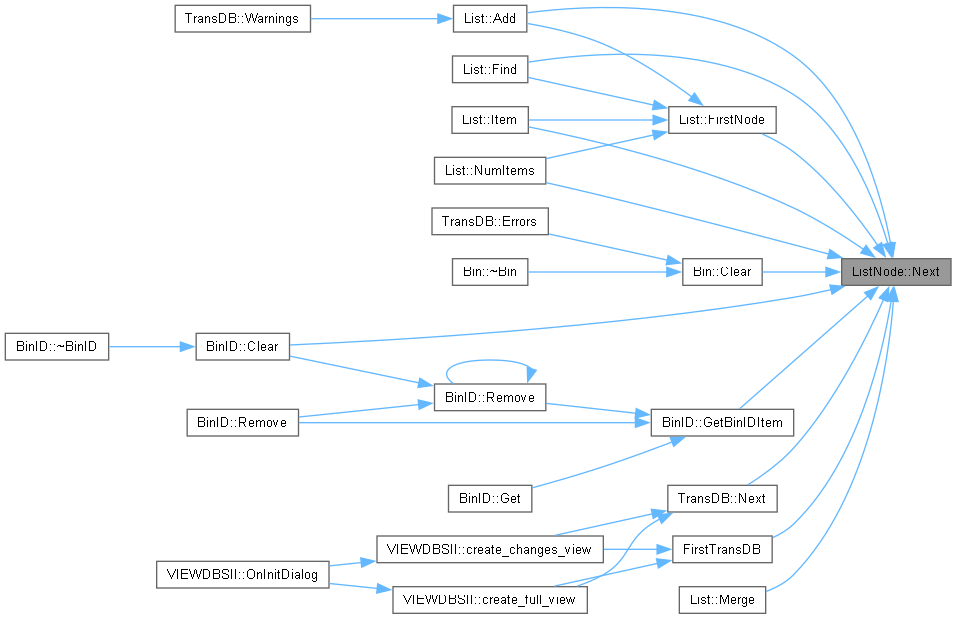 TransDB::Warnings
List::Add
List::Find
List::Item
List::FirstNode
List::NumItems
TransDB::Errors
Bin::~Bin
Bin::Clear
ListNode::Next
BinID::~BinID
BinID::Clear
BinID::Remove
BinID::Remove
BinID::GetBinIDItem
BinID::Get
TransDB::Next
VIEWDBSII::create_changes_view
FirstTransDB
VIEWDBSII::OnInitDialog
VIEWDBSII::create_full_view
List::Merge